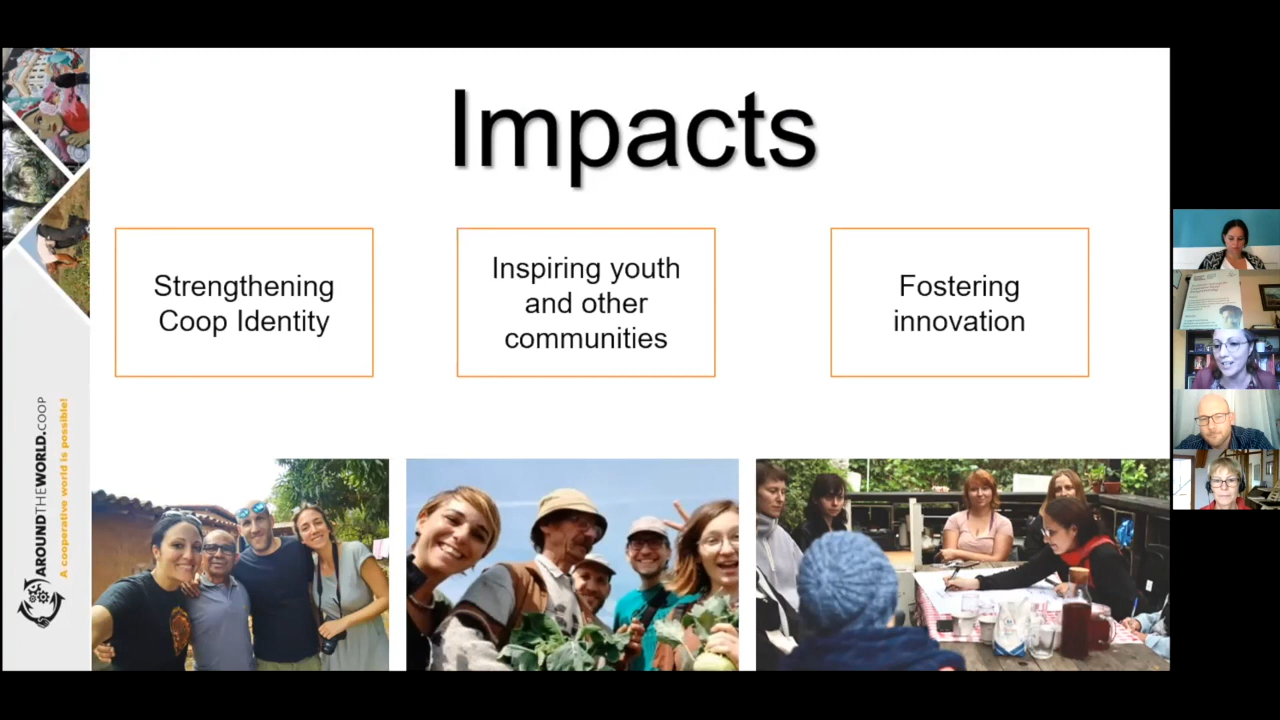 Impacts
Strengthening
Coop Identity
Inspiring youth
and other
communities
Fostering
innovation
AROUNDTHEWORLD.COOP
A cooperative world is possible!